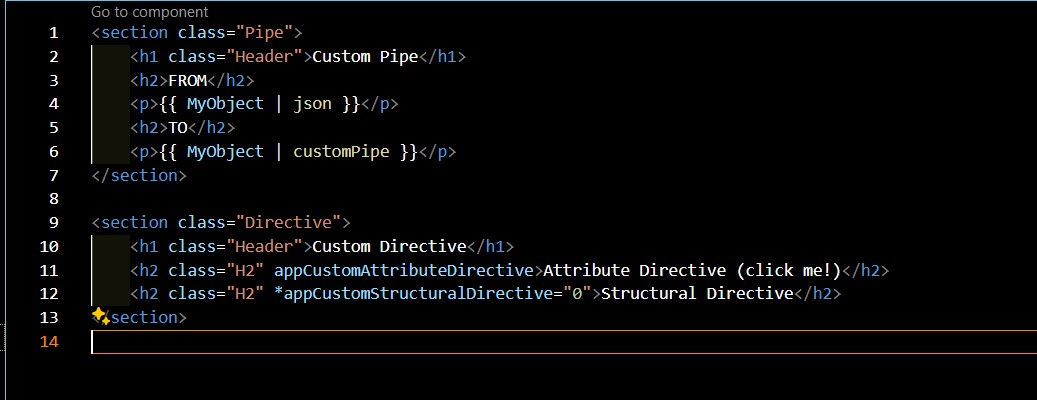 Go to component
1 <section class="Pipe">
2 <h1 class="Header">Custom Pipe</h1>
3 <h2>FROM</h2>
4 <p>{{ MyObject | json }}</p>
5 <h2>TO</h2>
6 <p>{{ MyObject | customPipe }}</p>
7 </section>
8
9 <section class="Directive">
10 <h1 class="Header">Custom Directive</h1>
11 <h2 class="H2" appCustomAttributeDirective>Attribute Directive (click me!)</h2>
12 <h2 class="H2" *appCustomStructuralDirective="0">Structural Directive</h2>
13 </section>
14